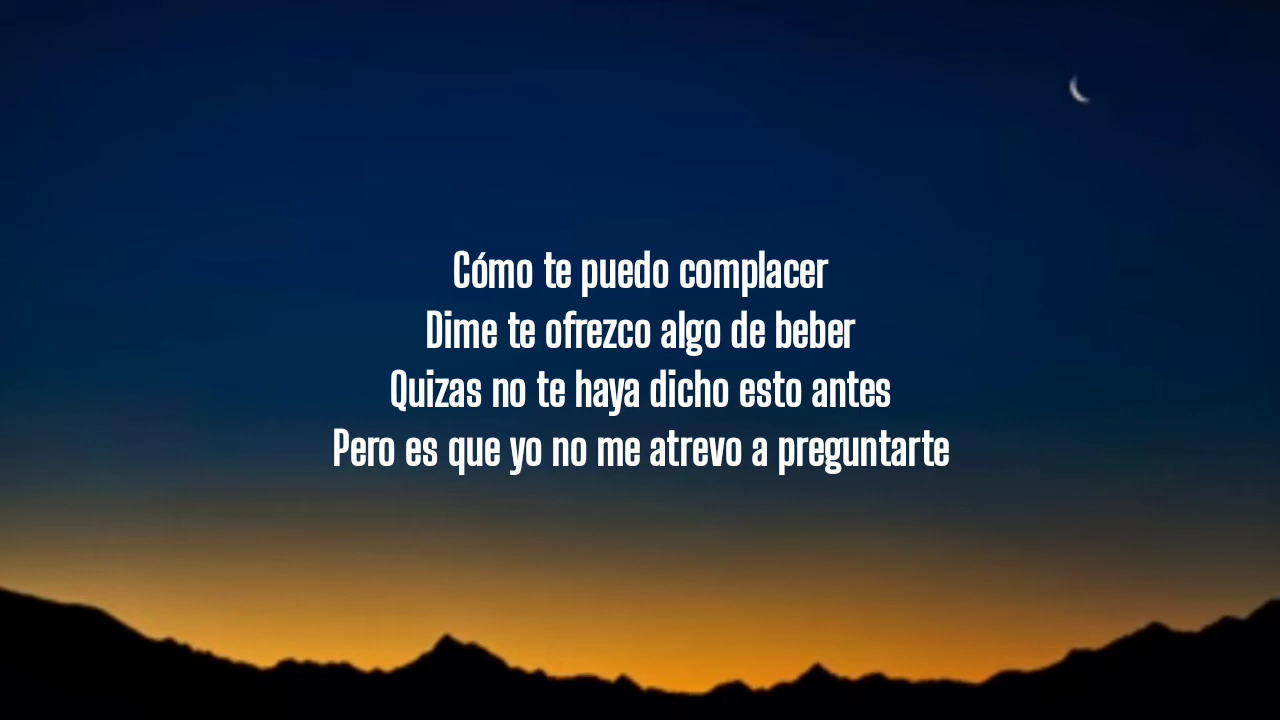 Cómo te puedo complacer
Dime te ofrezco algo de beber
Quizas no te haya dicho esto antes
Pero es que yo no me atrevo a preguntarte